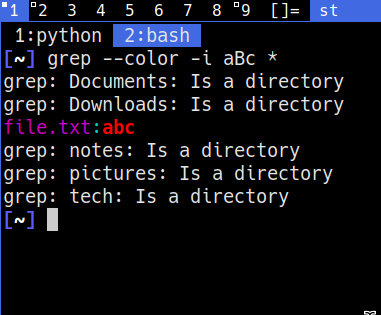 1 2 3 4 5 6 7 8 9 []= st
1:python 2:bash
[~] grep --color -i aBc *
grep: Documents: Is a directory
grep: Downloads: Is a directory
file.txt:abc
grep: notes: Is a directory
grep: pictures: Is a directory
grep: tech: Is a directory
[~]